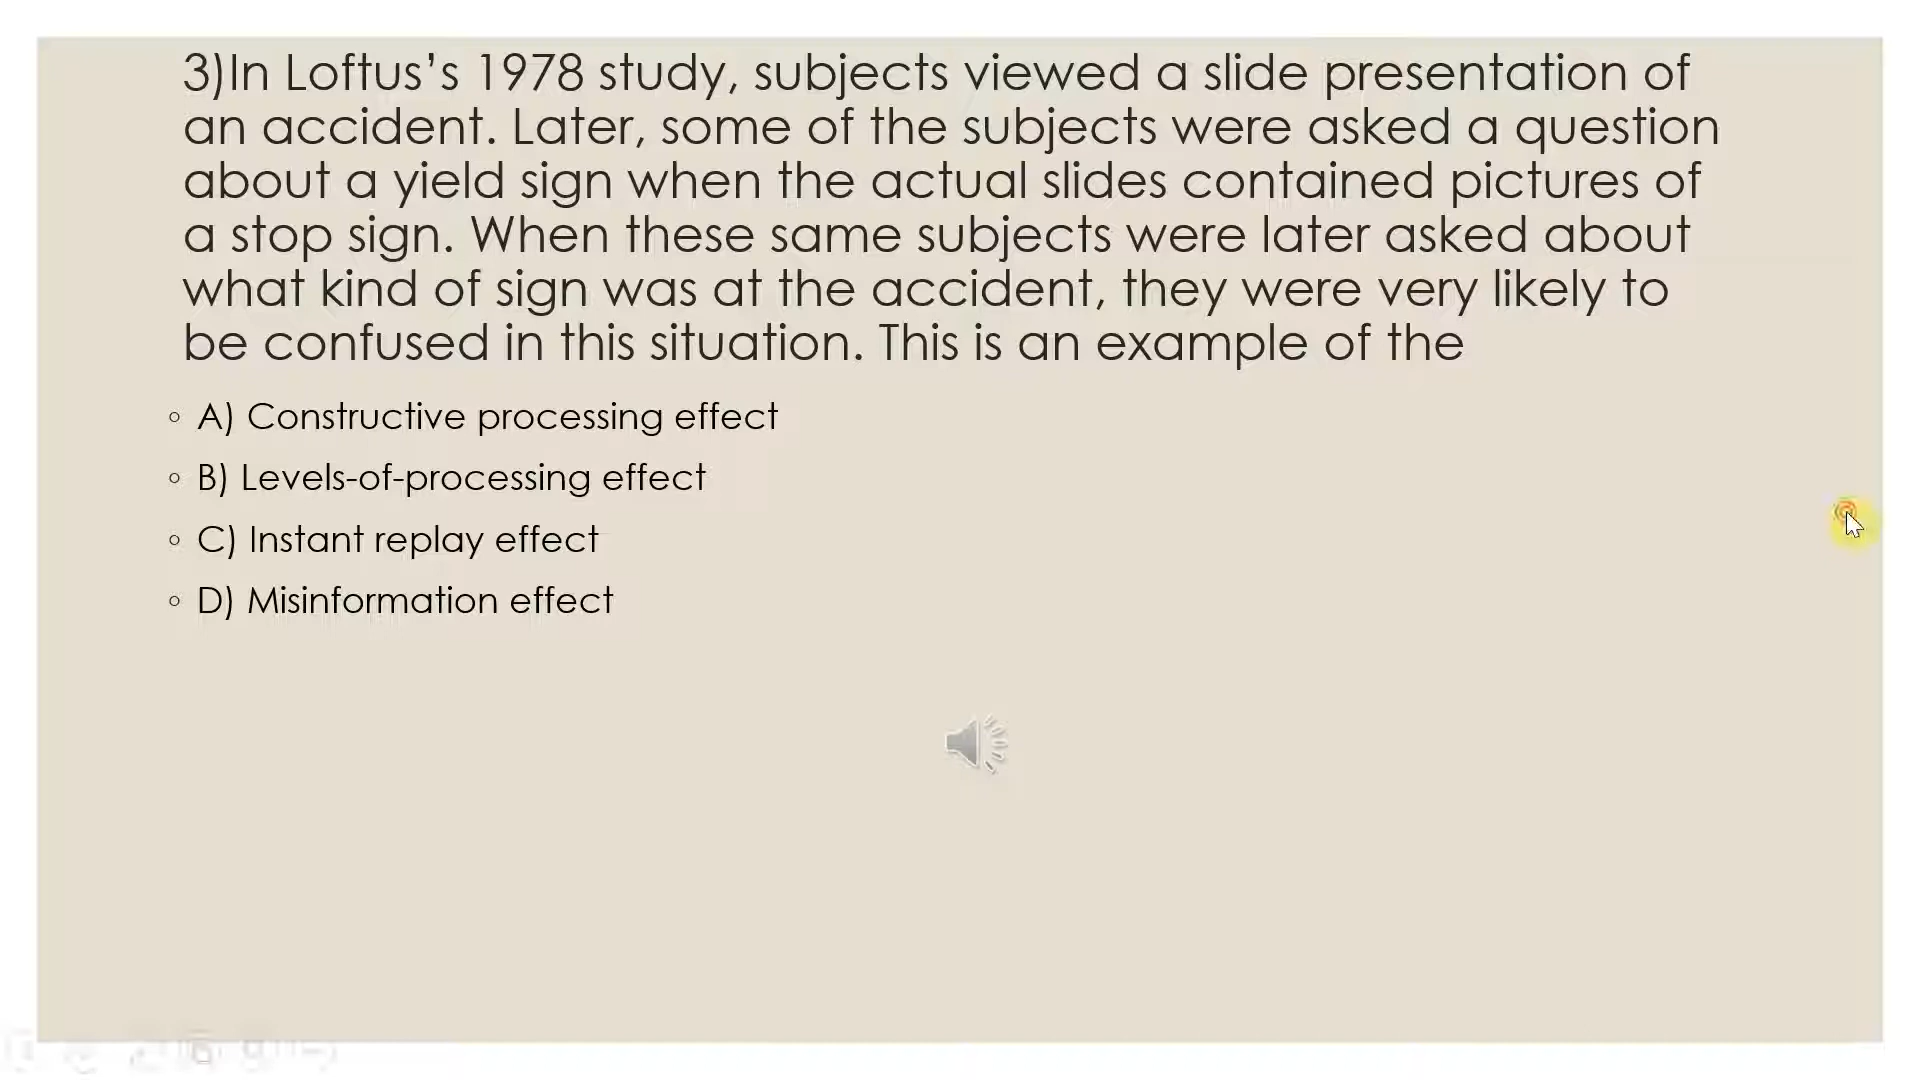 3)In Loftus’s 1978 study, subjects viewed a slide presentation of
an accident. Later, some of the subjects were asked a question
about a yield sign when the actual slides contained pictures of
a stop sign. When these same subjects were later asked about
what kind of sign was at the accident, they were very likely to
be confused in this situation. This is an example of the
◦ A) Constructive processing effect
◦ B) Levels-of-processing effect
◦ C) Instant replay effect
◦ D) Misinformation effect